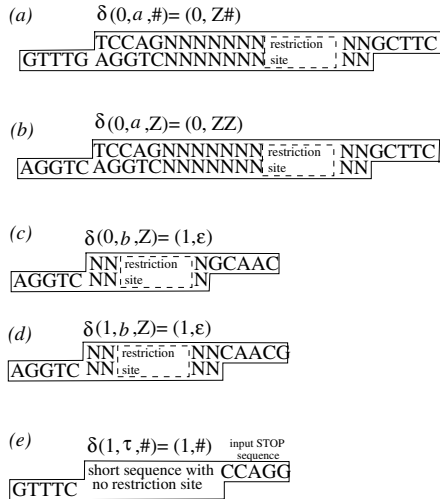 (a) δ(0,a,#)= (0, Z#)
TCCAGNNNNNNN restriction NNGCTTC
GTTTG AGGTCNNNNNNN site NN
(b) δ(0,a,Z)= (0, ZZ)
TCCAGNNNNNNN restriction NNGCTTC
AGGTC AGGTCNNNNNNN site NN
(c) δ(0,b,Z)= (1,ε)
NN restriction NGCAAC
AGGTC NN site N
(d) δ(1,b,Z)= (1,ε)
NN restriction NNCAACG
AGGTC NN site NN
(e) δ(1,τ,#)= (1,#) input STOP
sequence
short sequence with CCAGG
GTTTC no restriction site